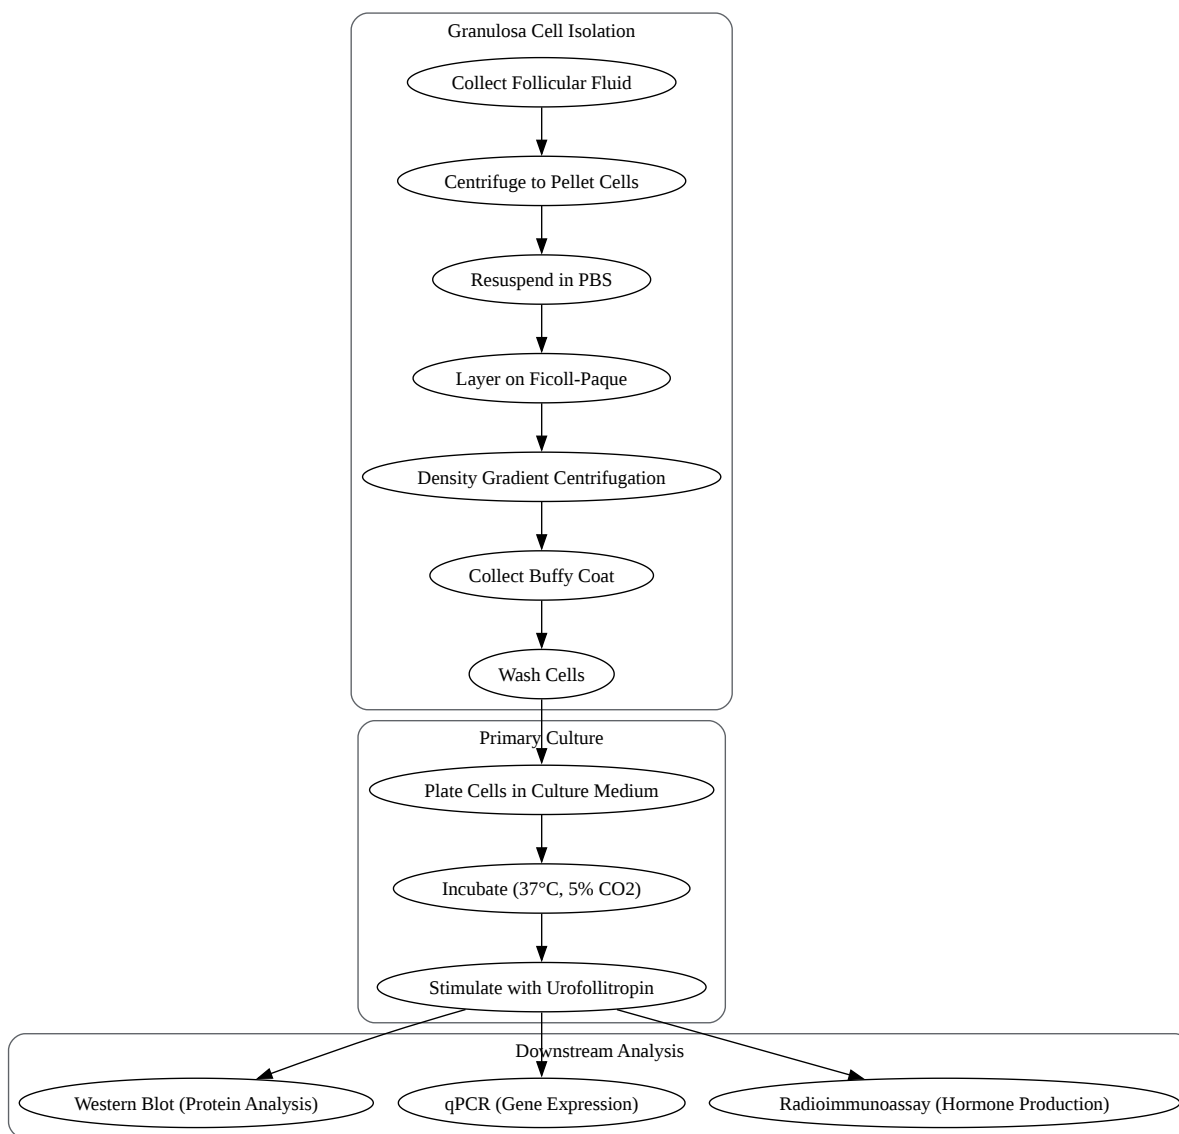 Granulosa Cell Isolation
Collect Follicular Fluid
Centrifuge to Pellet Cells
Resuspend in PBS
Layer on Ficoll-Paque
Density Gradient Centrifugation
Collect Buffy Coat
Wash Cells
Primary Culture
Plate Cells in Culture Medium
Incubate (37°C, 5% CO2)
Stimulate with Urofollitropin
Downstream Analysis
Western Blot (Protein Analysis)
qPCR (Gene Expression)
Radioimmunoassay (Hormone Production)